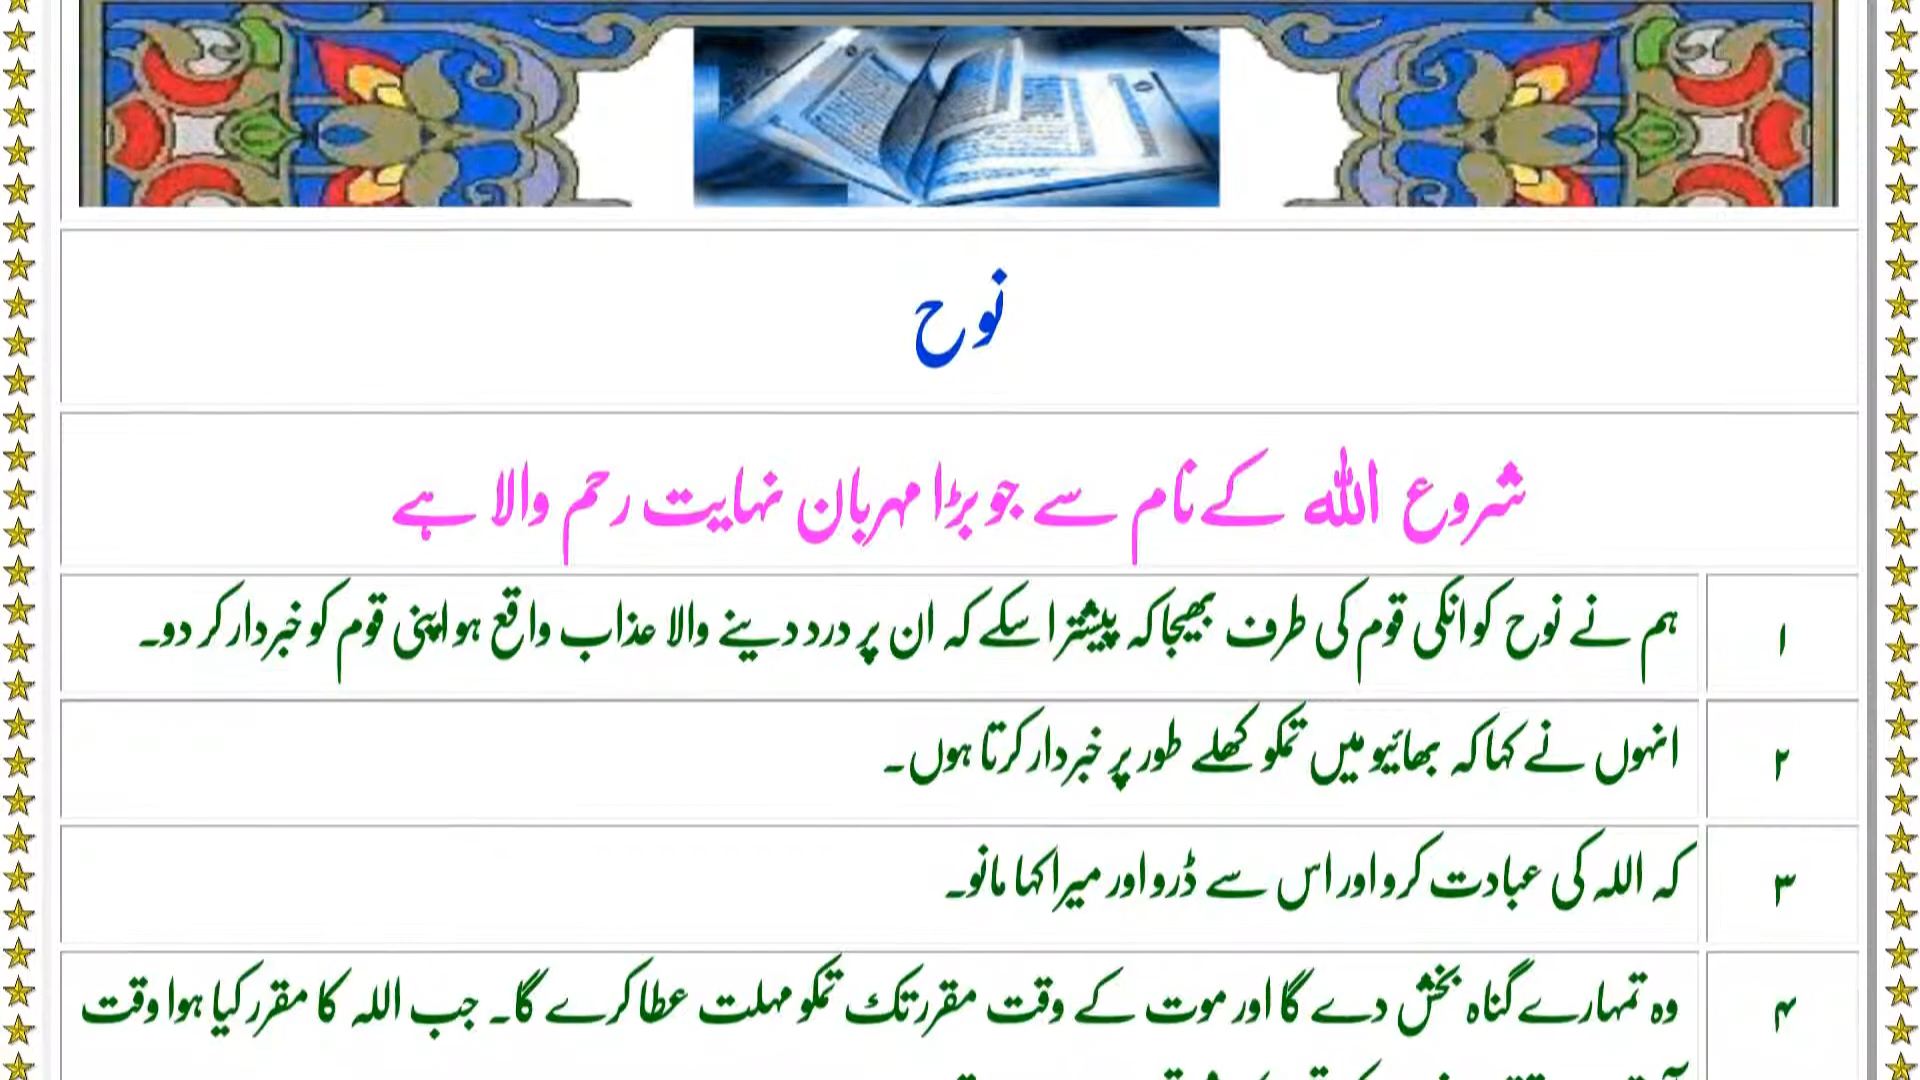 نوح
شروع اللہ کے نام سے جو بڑا مہربان نہایت رحم والا ہے
۱ ہم نے نوح کو انکی قوم کی طرف بھیجا کہ پیشتر اسکے کہ ان پر درد دینے والا عذاب واقع ہو اپنی قوم کو خبردار کر دو۔
۲ انہوں نے کہا کہ بھائیو میں تمکو کھلے طور پر خبردار کرتا ہوں۔
۳ کہ اللہ کی عبادت کرو اور اس سے ڈرو اور میرا کہا مانو۔
۴ وہ تمہارے گناہ بخش دے گا اور موت کے وقت مقرر تک تمکو مہلت عطا کرے گا۔ جب اللہ کا مقرر کیا ہوا وقت